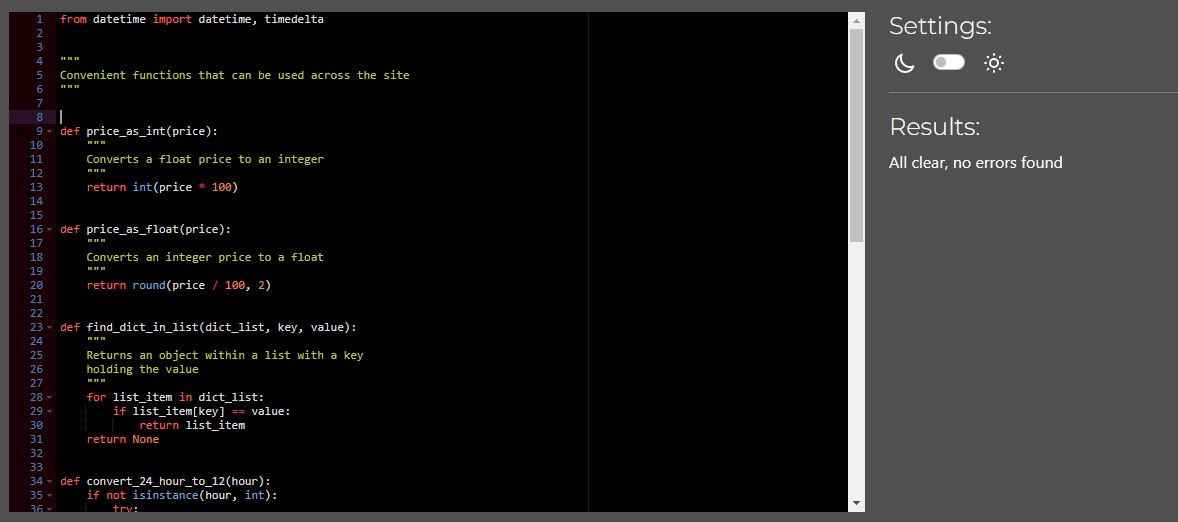 1 from datetime import datetime, timedelta
2
3
4 """
5 Convenient functions that can be used across the site
6 """
7
8
9 def price_as_int(price):
10     """
11     Converts a float price to an integer
12     """
13     return int(price * 100)
14
15
16 def price_as_float(price):
17     """
18     Converts an integer price to a float
19     """
20     return round(price / 100, 2)
21
22
23 def find_dict_in_list(dict_list, key, value):
24     """
25     Returns an object within a list with a key
26     holding the value
27     """
28     for list_item in dict_list:
29         if list_item[key] == value:
30             return list_item
31     return None
32
33
34 def convert_24_hour_to_12(hour):
35     if not isinstance(hour, int):
36         try:
Settings:
Results:
All clear, no errors found